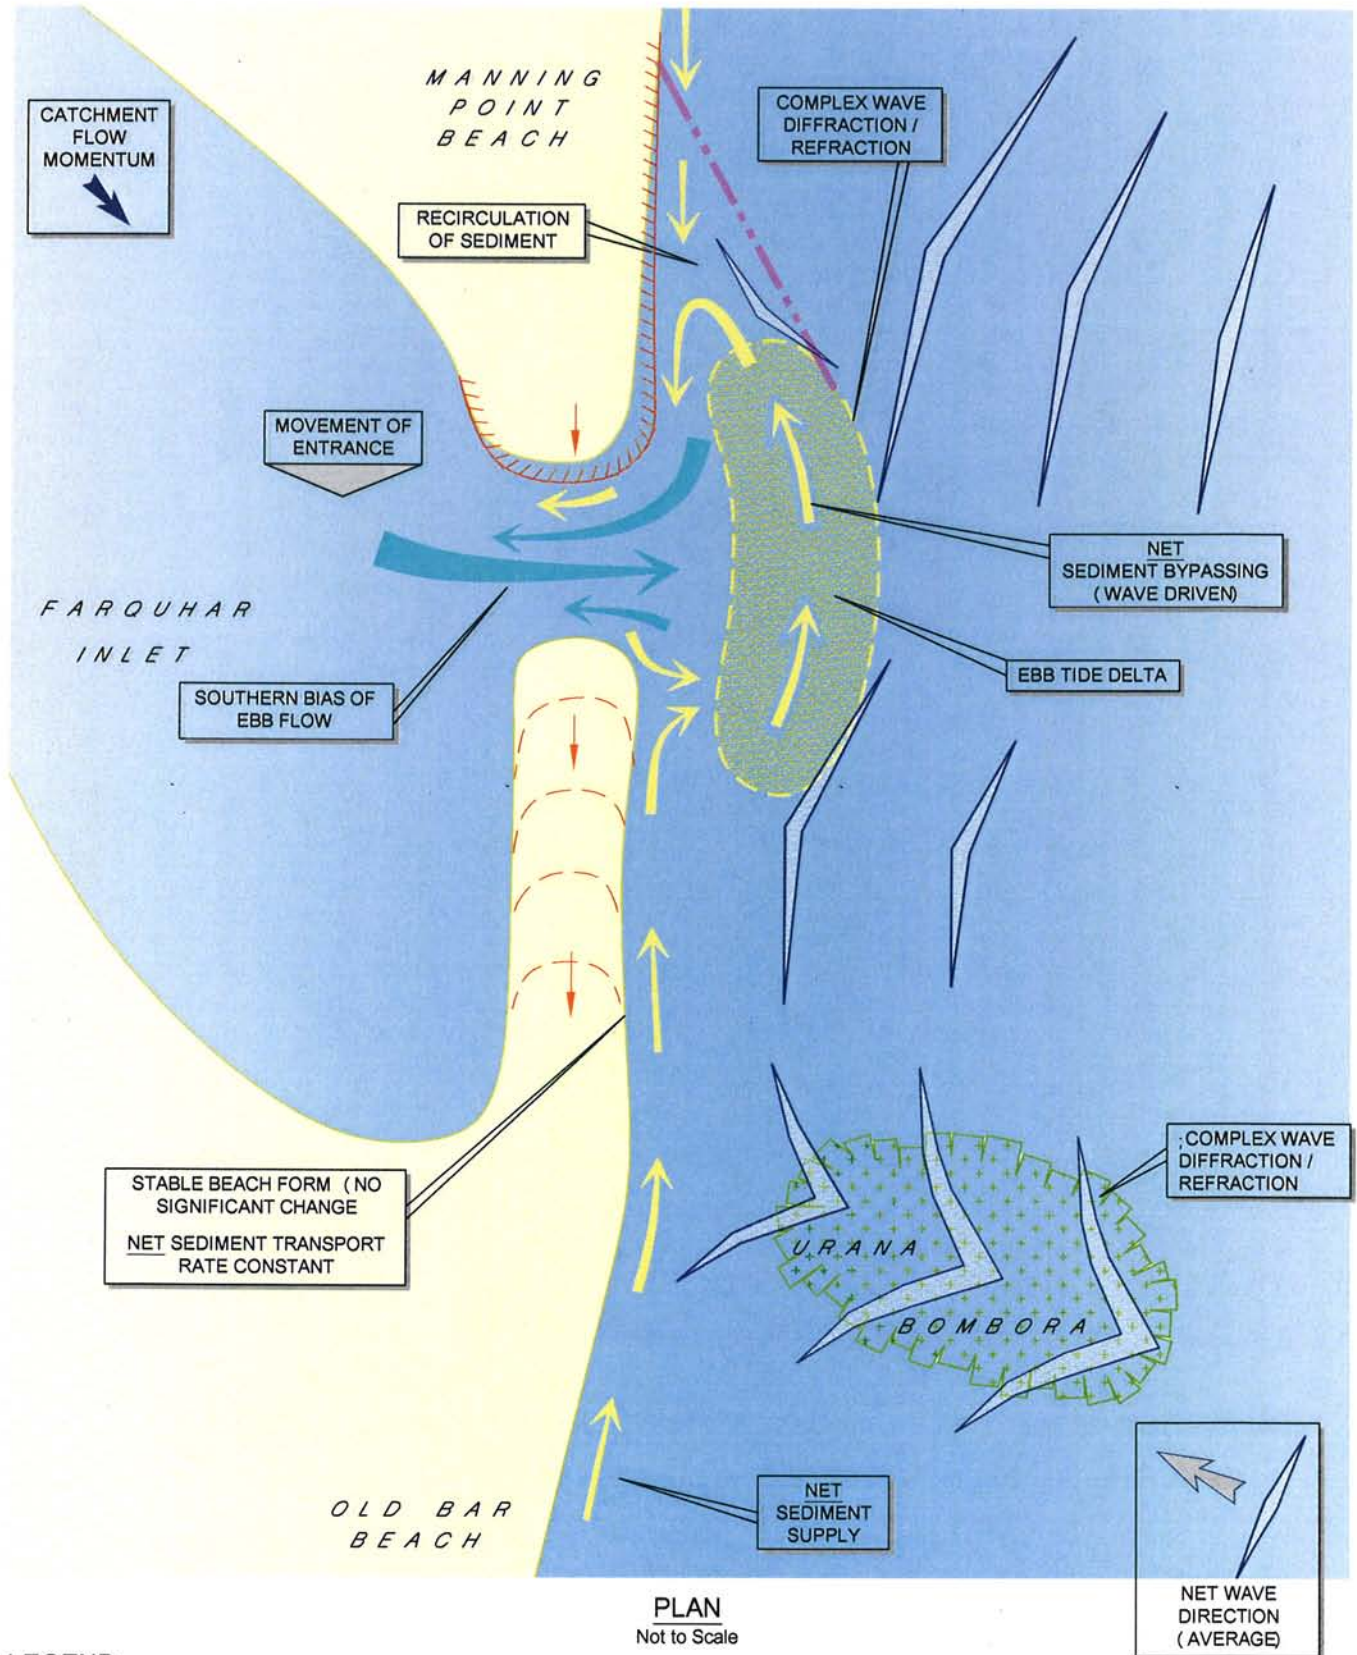 MANNING
POINT
BEACH
CATCHMENT
FLOW
MOMENTUM
COMPLEX WAVE
DIFFRACTION /
REFRACTION
RECIRCULATION
OF SEDIMENT
MOVEMENT OF
ENTRANCE
NET
SEDIMENT BYPASSING
( WAVE DRIVEN)
FARQUHAR
INLET
EBB TIDE DELTA
SOUTHERN BIAS OF
EBB FLOW
;COMPLEX WAVE
DIFFRACTION /
REFRACTION
STABLE BEACH FORM ( NO
SIGNIFICANT CHANGE
NET SEDIMENT TRANSPORT
RATE CONSTANT
URANA
BOMBORA
OLD BAR
BEACH
NET
SEDIMENT
SUPPLY
NET WAVE
DIRECTION
( AVERAGE)
PLAN
Not to Scale